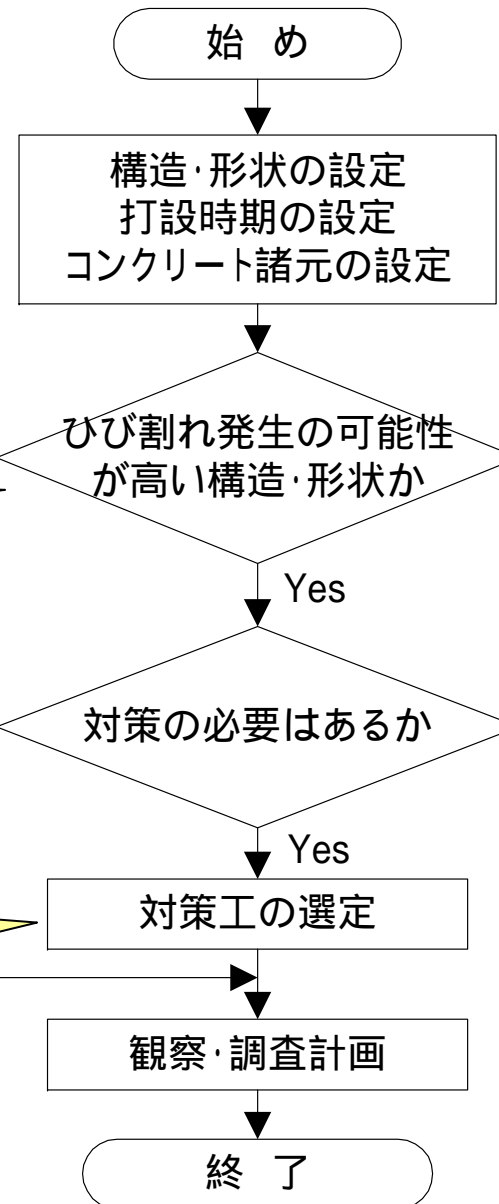 始 め
構造・形状の設定
打設時期の設定
コンクリート諸元の設定
ひび割れ発生の可能性
が高い構造・形状か
Yes
対策の必要はあるか
Yes
対策工の選定
観察・調査計画
終 了